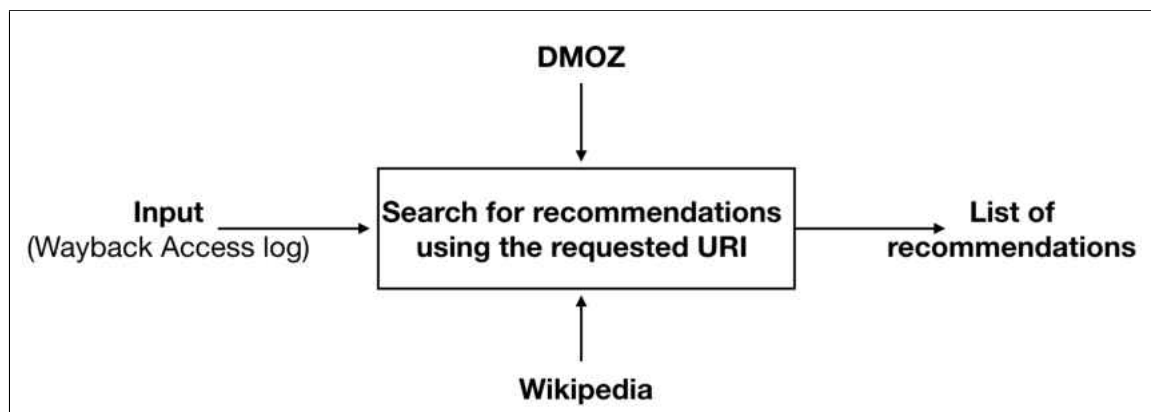 DMOZ
Input
(Wayback Access log)
Search for recommendations
using the requested URI
List of
recommendations
Wikipedia